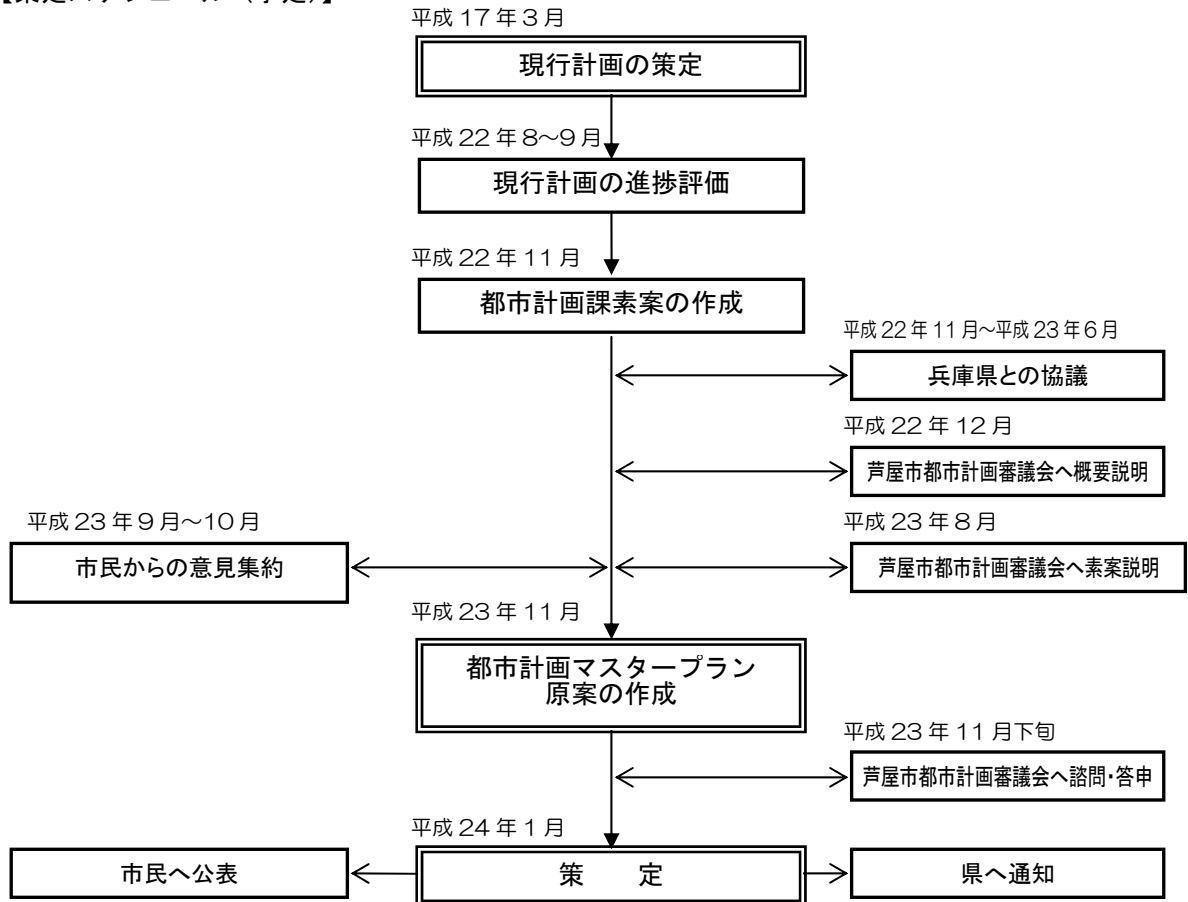 平成17年3月
現行計画の策定
平成22年8～9月
現行計画の進捗評価
平成22年11月
都市計画課素案の作成
平成22年11月～平成23年6月
兵庫県との協議
平成22年12月
芦屋市都市計画審議会へ概要説明
平成23年9月～10月
市民からの意見集約
平成23年8月
芦屋市都市計画審議会へ素案説明
平成23年11月
都市計画マスタープラン
原案の作成
平成23年11月下旬
芦屋市都市計画審議会へ諮問・答申
平成24年1月
市民へ公表
策　定
県へ通知